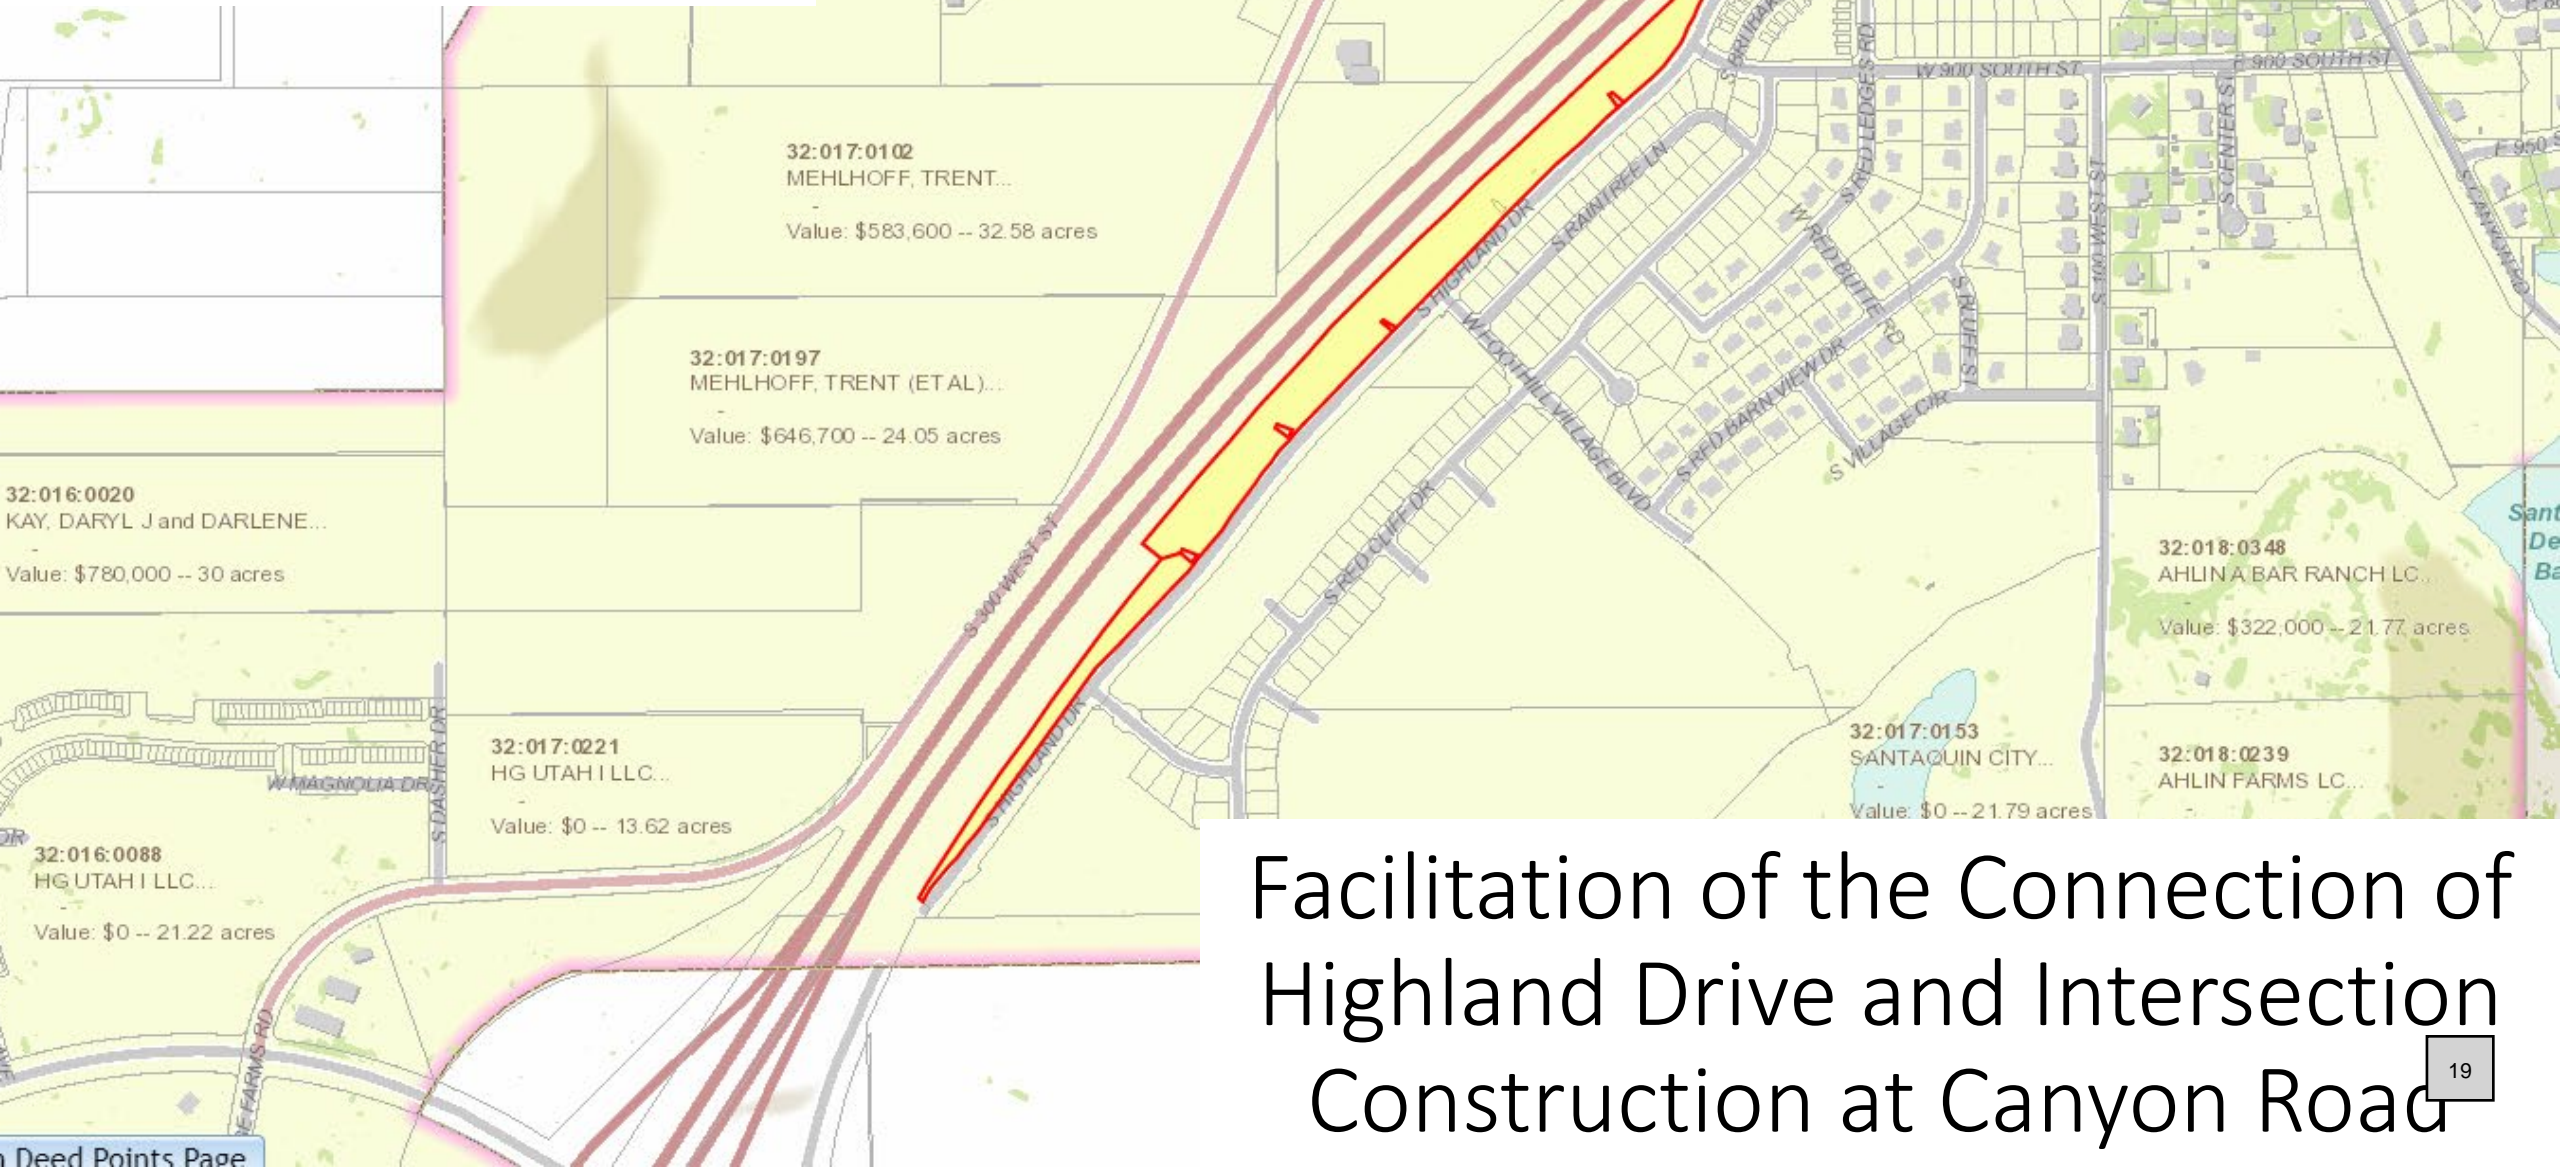 W 900 SOUTH ST
E 900 SOUTH ST
S RED LEDGES RD
S CENTER ST
32:017:0102
MEHLHOFF, TRENT...
-
Value: $583,600 -- 32.58 acres
S RAINTREE LN
S HIGHLAND DR
W RED BUTTE RD
S 100 WEST ST
S BLUFF ST
32:017:0197
MEHLHOFF, TRENT (ET AL)...
-
Value: $646,700 -- 24.05 acres
W FOOTHILL VILLAGE BLVD
S RED BARN VIEW DR
S VILLAGE CIR
32:016:0020
KAY, DARYL J and DARLENE...
-
Value: $780,000 -- 30 acres
S 300 WEST ST
S RED CLIFF DR
32:018:0348
AHLIN A BAR RANCH LC...
-
Value: $322,000 -- 21.77 acres
Sant
De
Ba
32:017:0221
HG UTAH I LLC...
-
Value: $0 -- 13.62 acres
W MAGNOLIA DR
S DASHER DR
S HIGHLAND DR
32:017:0153
SANTAQUIN CITY...
-
Value: $0 -- 21.79 acres
32:018:0239
AHLIN FARMS LC...
-
DR
32:016:0088
HG UTAH I LLC...
-
Value: $0 -- 21.22 acres
FARMS RD
Deed Points Page
Facilitation of the Connection of
Highland Drive and Intersection
Construction at Canyon Road
19